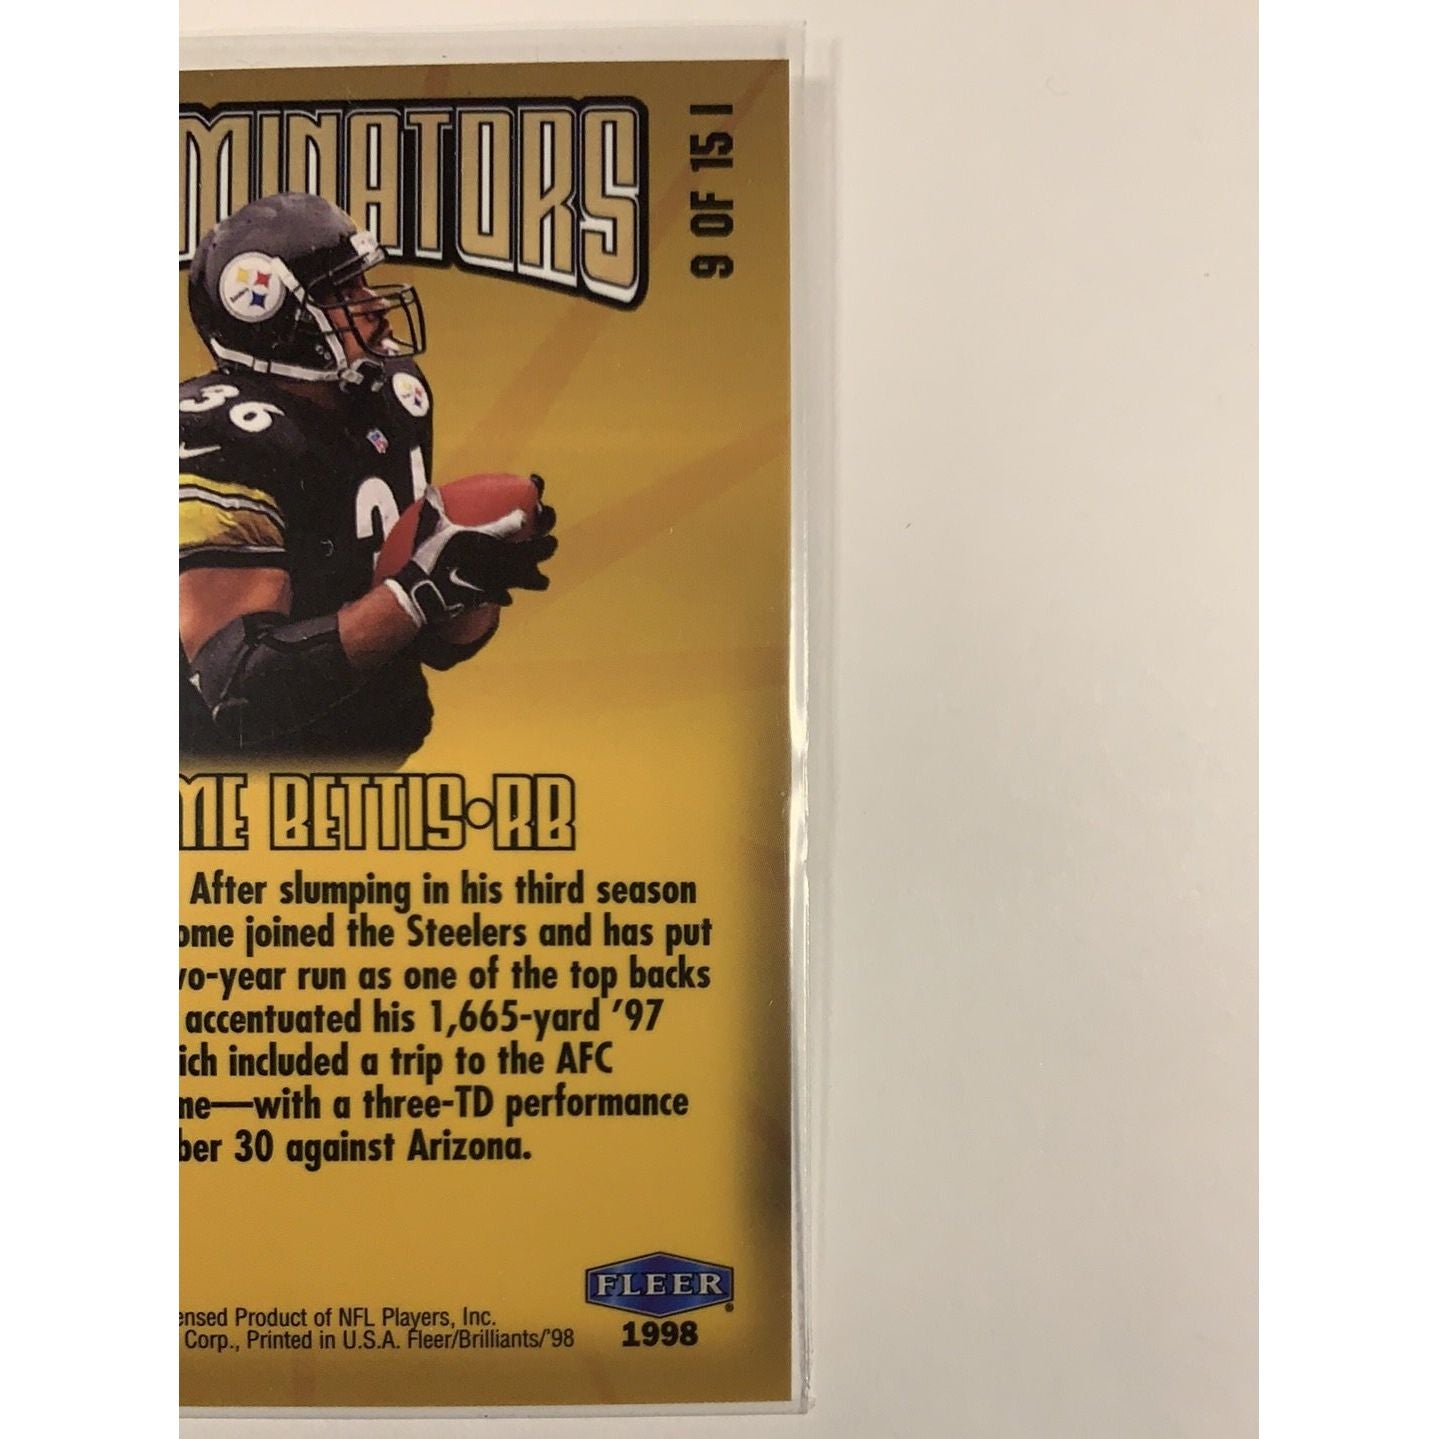 MINATORS
9 OF 15 I
36
ME BETTIS•RB
After slumping in his third season
ome joined the Steelers and has put
wo-year run as one of the top backs
accentuated his 1,665-yard '97
ich included a trip to the AFC
me—with a three-TD performance
ber 30 against Arizona.
FLEER
ensed Product of NFL Players, Inc.
Corp., Printed in U.S.A. Fleer/Brilliants/'98
1998